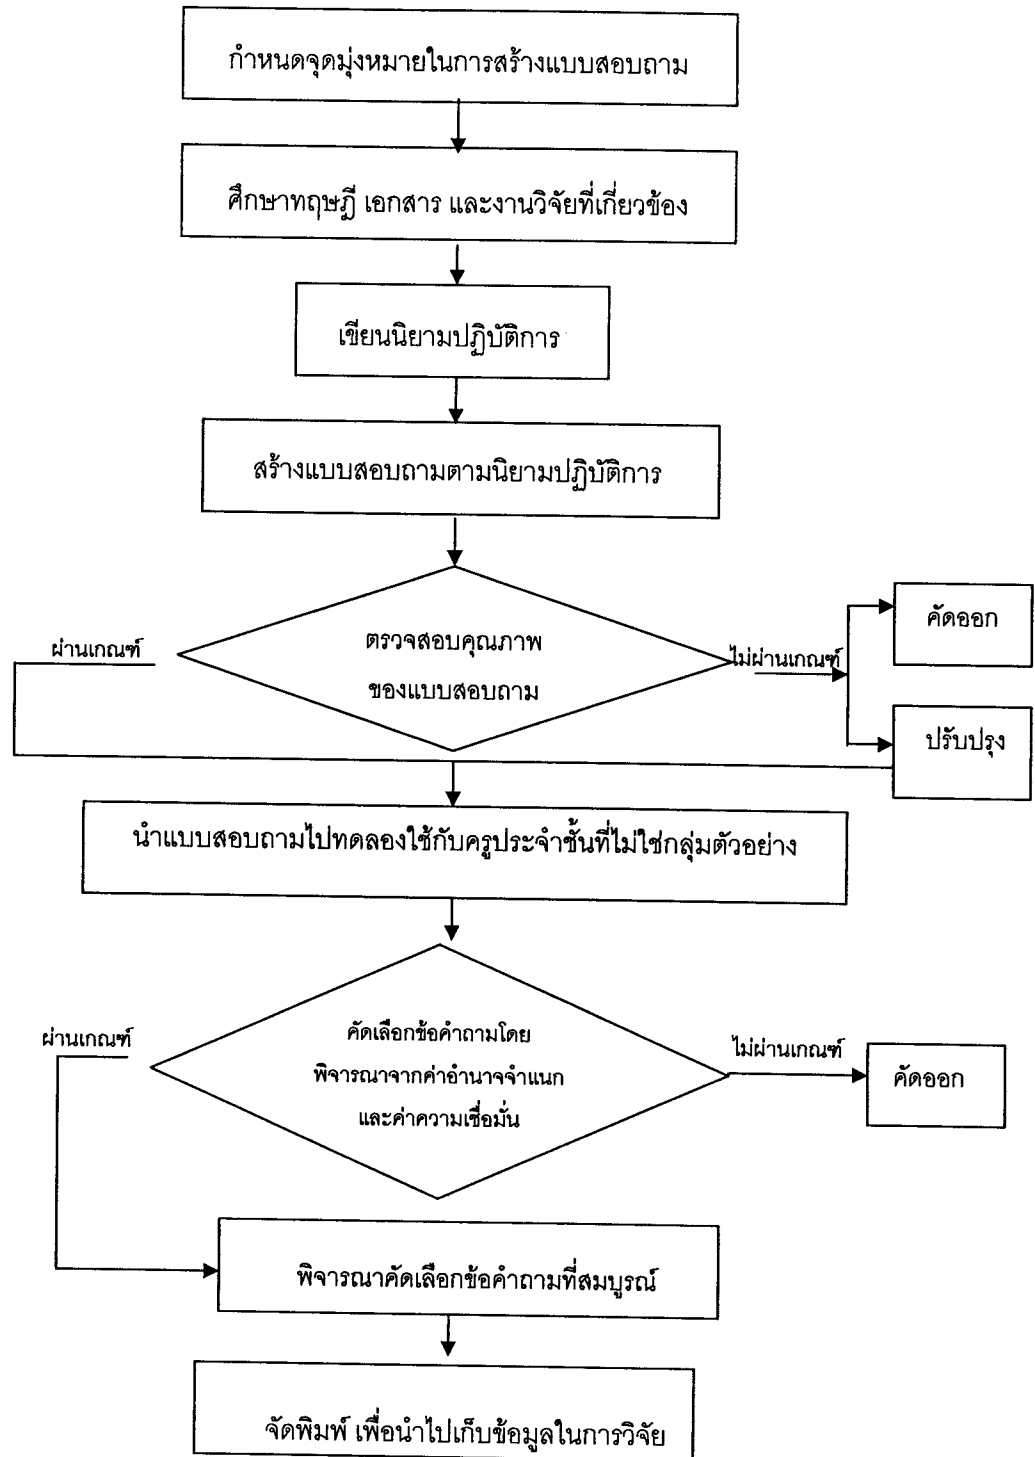 กำหนดจุดมุ่งหมายในการสร้างแบบสอบถาม
ศึกษาทฤษฎี เอกสาร และงานวิจัยที่เกี่ยวข้อง
เขียนนิยามปฏิบัติการ
สร้างแบบสอบถามตามนิยามปฏิบัติการ
ตรวจสอบคุณภาพ
ของแบบสอบถาม
ผ่านเกณฑ์
ไม่ผ่านเกณฑ์
คัดออก
ปรับปรุง
นำแบบสอบถามไปทดลองใช้กับครูประจำชั้นที่ไม่ใช่กลุ่มตัวอย่าง
คัดเลือกข้อคำถามโดย
พิจารณาจากค่าอำนาจจำแนก
และค่าความเชื่อมั่น
ผ่านเกณฑ์
ไม่ผ่านเกณฑ์
คัดออก
พิจารณาคัดเลือกข้อคำถามที่สมบูรณ์
จัดพิมพ์ เพื่อนำไปเก็บข้อมูลในการวิจัย